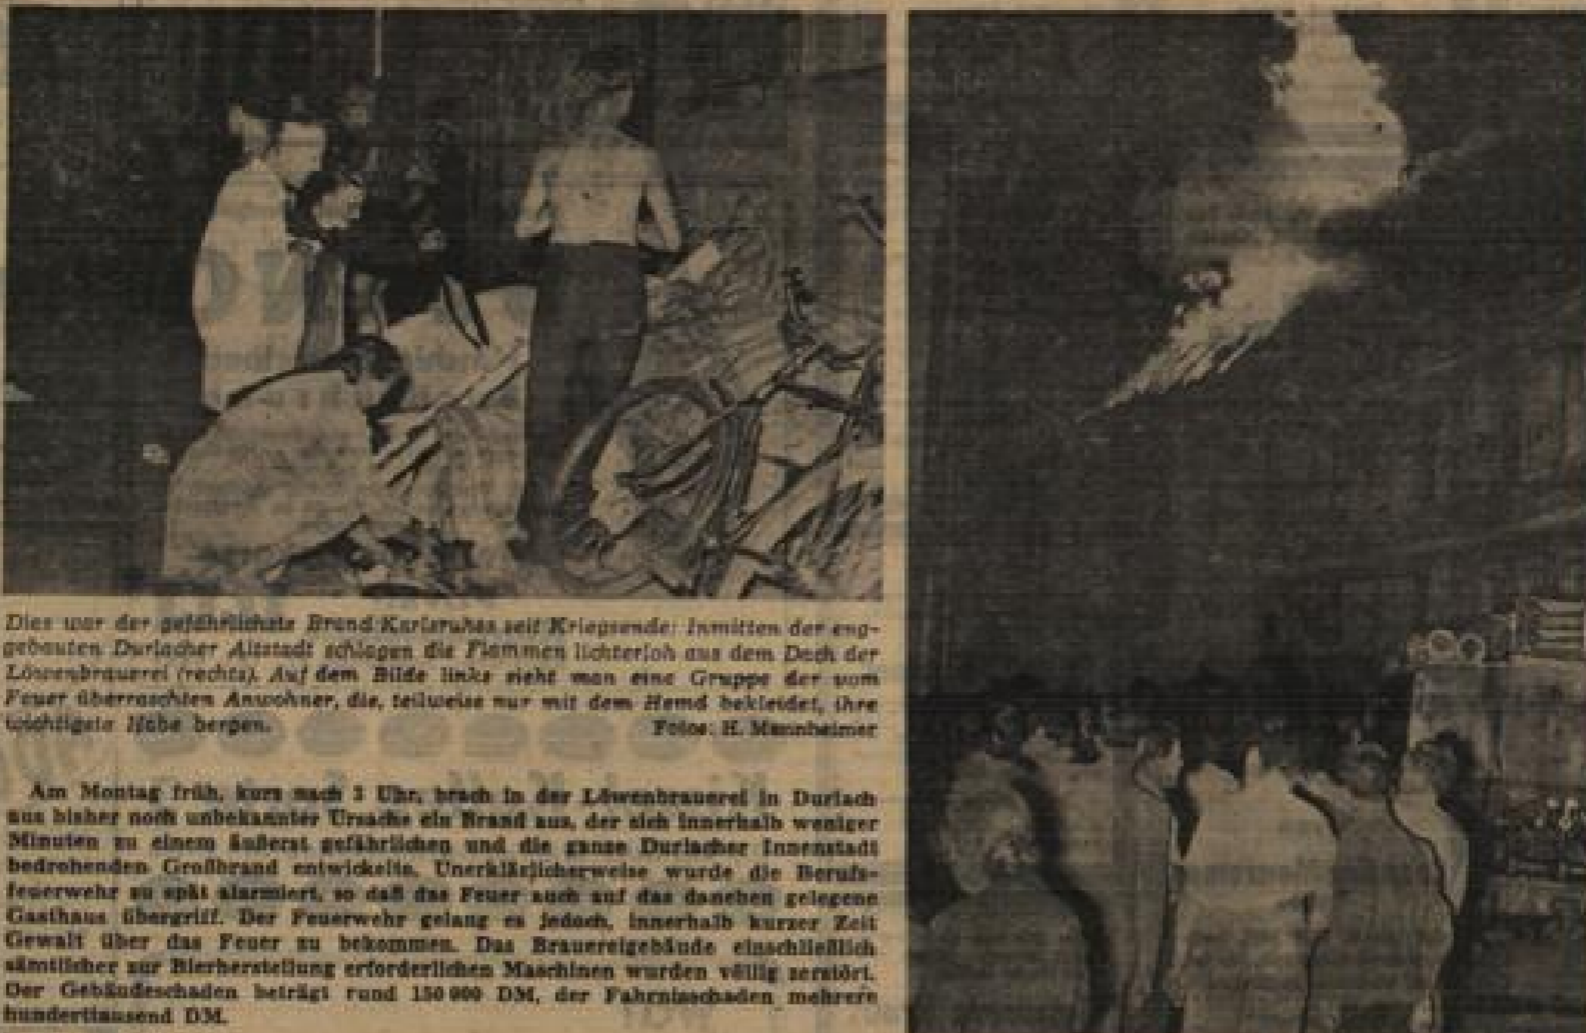 Dies war der gefährlichste Brand Karlsruhes seit Kriegsende: Inmitten der eng-
gebauten Durlacher Altstadt schlagen die Flammen lichterloh aus dem Dach der
Löwenbrauerei (rechts). Auf dem Bilde links sieht man eine Gruppe der vom
Feuer überraschten Anwohner, die, teilweise nur mit dem Hemd bekleidet, ihre
wichtigste Habe bergen. Fotos: H. Mannheimer
Am Montag früh, kurz nach 3 Uhr, brach in der Löwenbrauerei in Durlach
aus bisher noch unbekannter Ursache ein Brand aus, der sich innerhalb weniger
Minuten zu einem äußerst gefährlichen und die ganze Durlacher Innenstadt
bedrohenden Großbrand entwickelte. Unerklärlicherweise wurde die Berufs-
feuerwehr zu spät alarmiert, so daß das Feuer auch auf das daneben gelegene
Gasthaus übergriff. Der Feuerwehr gelang es jedoch, innerhalb kurzer Zeit
Gewalt über das Feuer zu bekommen. Das Brauereigebäude einschließlich
sämtlicher zur Bierherstellung erforderlichen Maschinen wurden völlig zerstört.
Der Gebäudeschaden beträgt rund 150 000 DM, der Fahrnisschaden mehrere
hunderttausend DM.